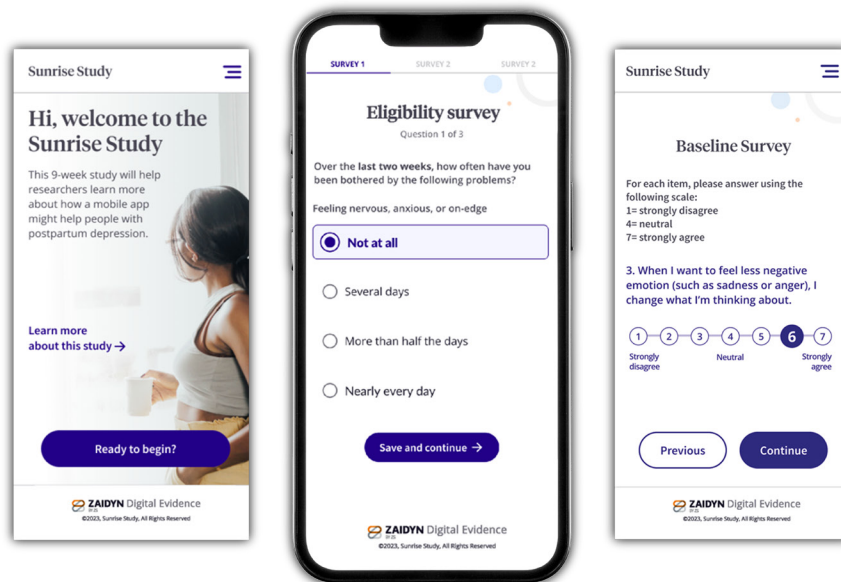 Sunrise Study
Hi, welcome to the
Sunrise Study
This 9-week study will help
researchers learn more
about how a mobile app
might help people with
postpartum depression.
Learn more
about this study →
Ready to begin?
ZAIDYN Digital Evidence
©2023, Sunrise Study, All Rights Reserved
SURVEY 1
SURVEY 2
SURVEY 2
Eligibility survey
Question 1 of 3
Over the last two weeks, how often have you
been bothered by the following problems?
Feeling nervous, anxious, or on-edge
Not at all
Several days
More than half the days
Nearly every day
Save and continue →
ZAIDYN Digital Evidence
©2023, Sunrise Study, All Rights Reserved
Sunrise Study
Baseline Survey
For each item, please answer using the
following scale:
1= strongly disagree
4= neutral
7= strongly agree
3. When I want to feel less negative
emotion (such as sadness or anger), I
change what I'm thinking about.
1 2 3 4 5 6 7
Strongly
disagree
Neutral
Strongly
agree
Previous
Continue
ZAIDYN Digital Evidence
©2023, Sunrise Study, All Rights Reserved